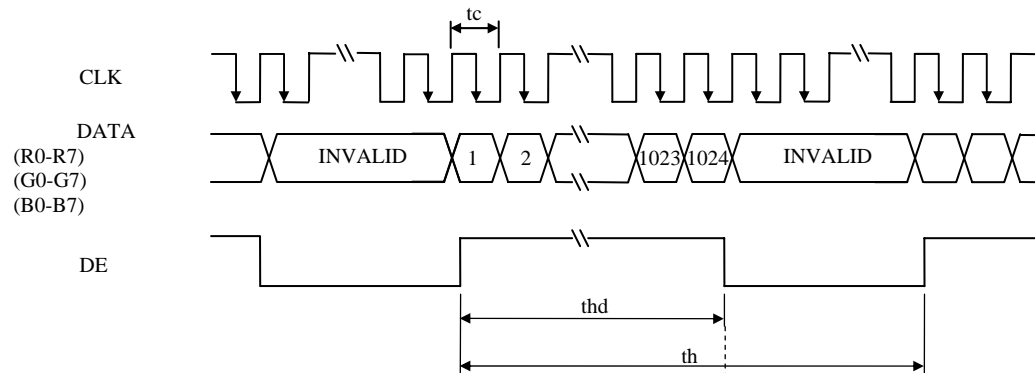 tc
CLK
DATA
(R0-R7)
(G0-G7)
(B0-B7)
INVALID 1 2 1023 1024 INVALID
DE
thd
th